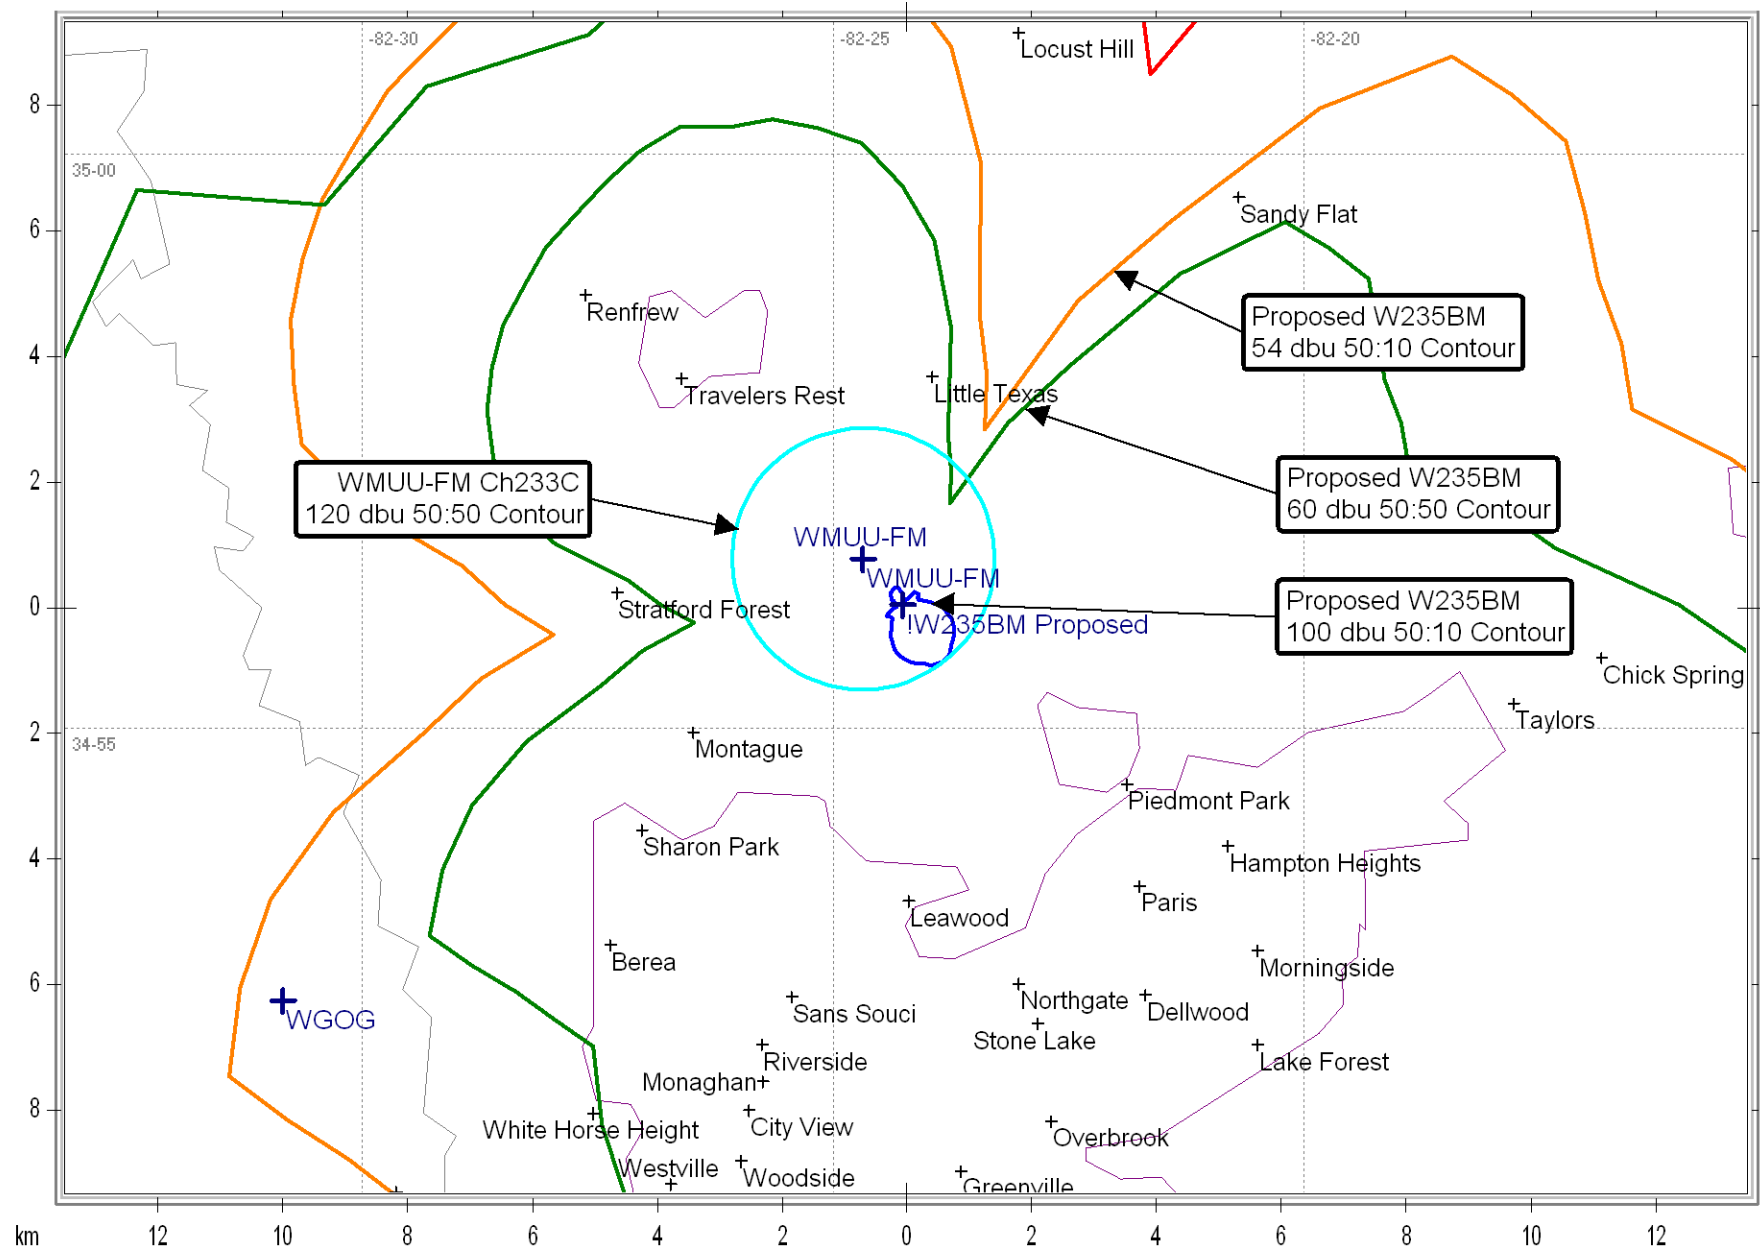 -82-30
-82-25
-82-20
Locust Hill
8
35-00
6
Sandy Flat
Renfrew
Proposed W235BM
54 dbu 50:10 Contour
4
Travelers Rest
Little Texas
2
WMUU-FM Ch233C
120 dbu 50:50 Contour
Proposed W235BM
60 dbu 50:50 Contour
WMUU-FM
WMUU-FM
0
Stratford Forest
!W235BM Proposed
Proposed W235BM
100 dbu 50:10 Contour
Chick Spring
Taylors
2
34-55
Montague
Piedmont Park
Sharon Park
4
Hampton Heights
Paris
Leawood
Berea
Morningside
6
WGOG
Sans Souci
Northgate
Dellwood
Stone Lake
Riverside
Lake Forest
Monaghan
8
White Horse Height
City View
Overbrook
Westville
Woodside
Greenville
km
12
10
8
6
4
2
0
2
4
6
8
10
12